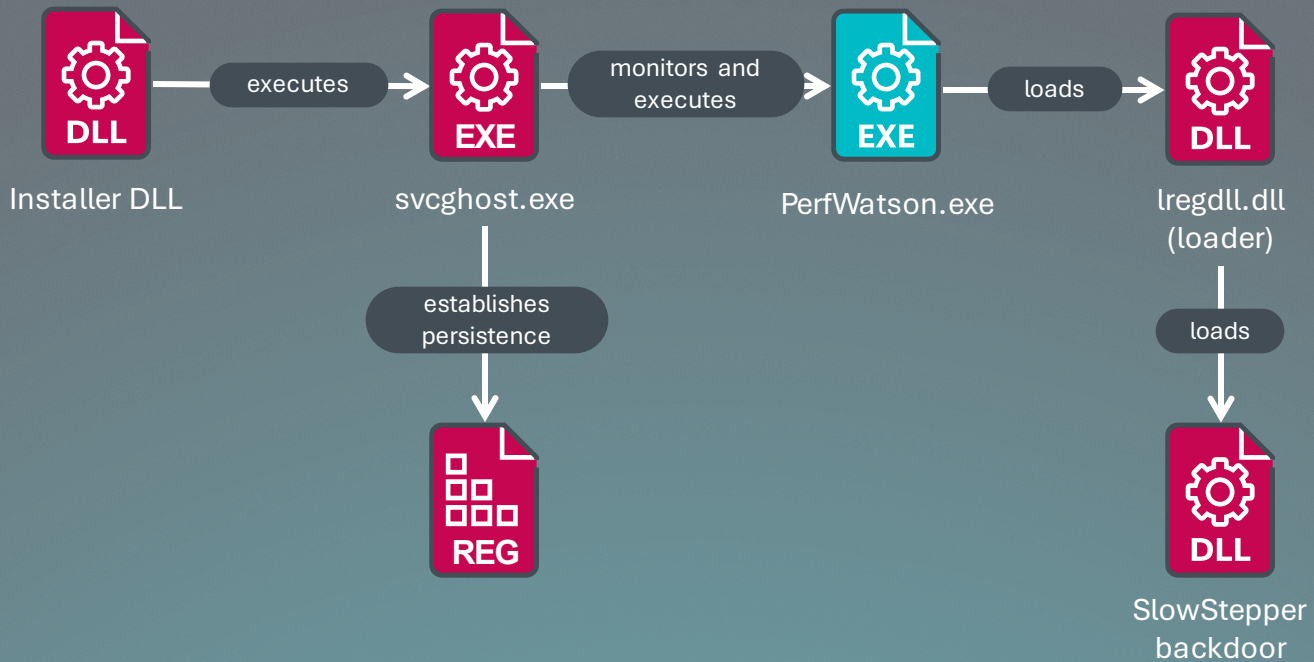 DLL
executes
EXE
monitors and
executes
EXE
loads
DLL
Installer DLL
svcghost.exe
PerfWatson.exe
lregdll.dll
(loader)
establishes
persistence
loads
REG
DLL
SlowStepper
backdoor